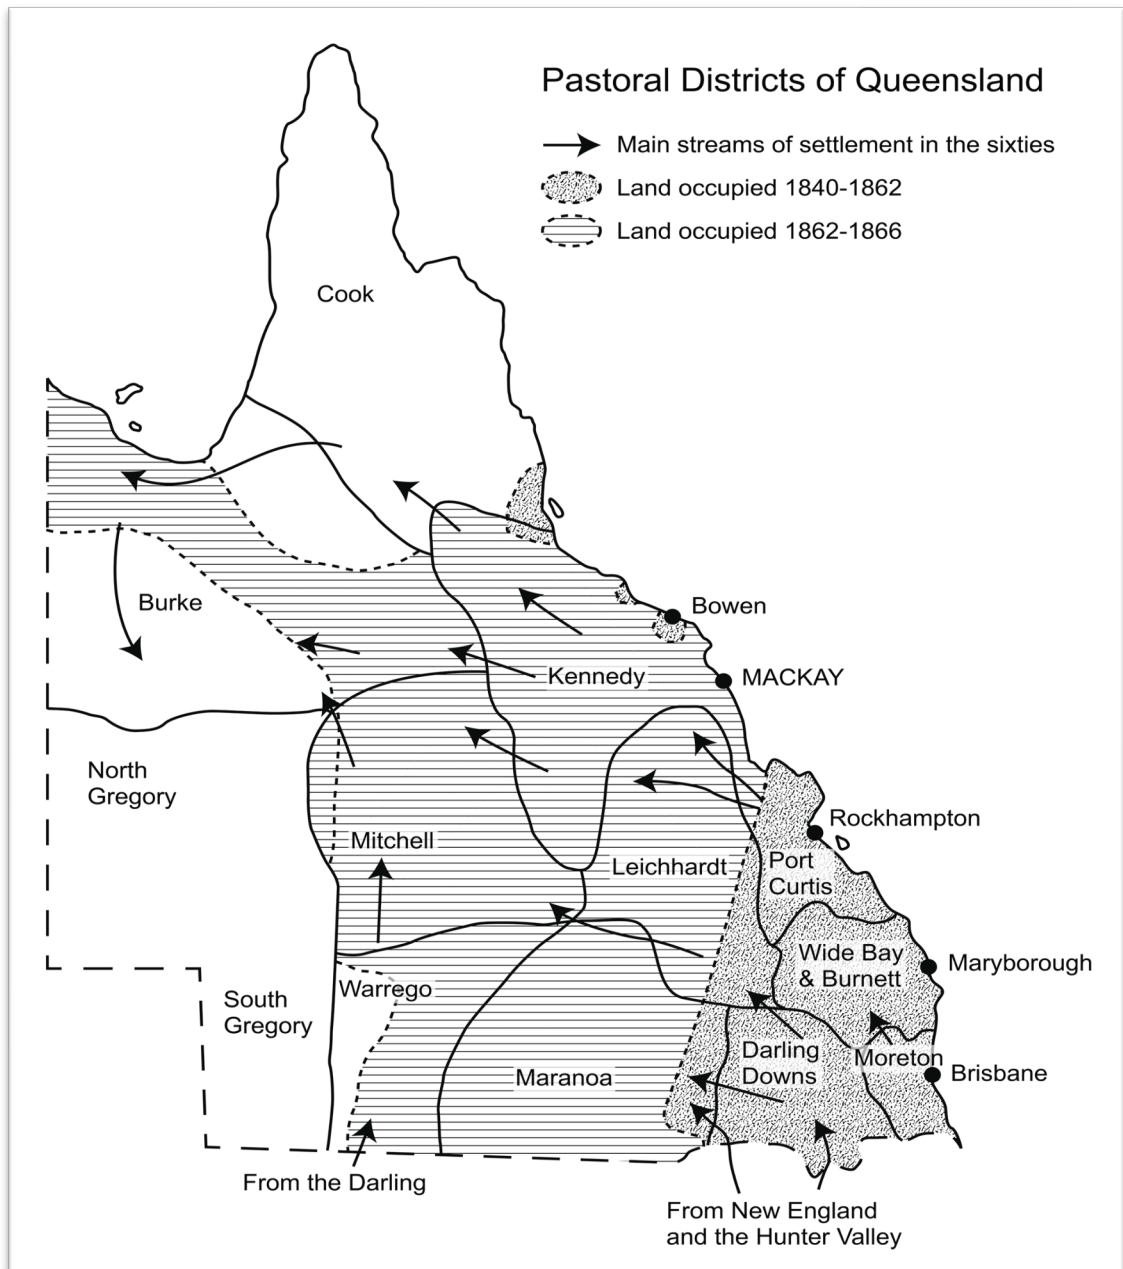 Pastoral Districts of Queensland
Main streams of settlement in the sixties
Land occupied 1840-1862
Land occupied 1862-1866
Cook
Burke
Bowen
Kennedy
MACKAY
North
Gregory
Rockhampton
Mitchell
Leichhardt
Port
Curtis
Wide Bay
& Burnett
Maryborough
Warrego
South
Gregory
Darling
Downs
Moreton
Brisbane
Maranoa
From the Darling
From New England
and the Hunter Valley